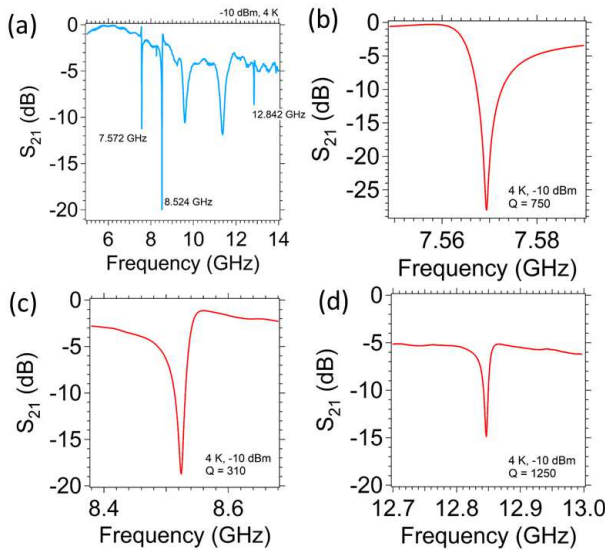 (a)
-10 dBm, 4 K
0
-5
-10
-15
-20
S21 (dB)
7.572 GHz
8.524 GHz
12.842 GHz
6 8 10 12 14
Frequency (GHz)
(b)
0
-5
-10
-15
-20
-25
S21 (dB)
4 K, -10 dBm
Q = 750
7.56 7.58
Frequency (GHz)
(c)
0
-5
-10
-15
-20
S21 (dB)
4 K, -10 dBm
Q = 310
8.4 8.6
Frequency (GHz)
(d)
0
-5
-10
-15
-20
S21 (dB)
4 K, -10 dBm
Q = 1250
12.7 12.8 12.9 13.0
Frequency (GHz)